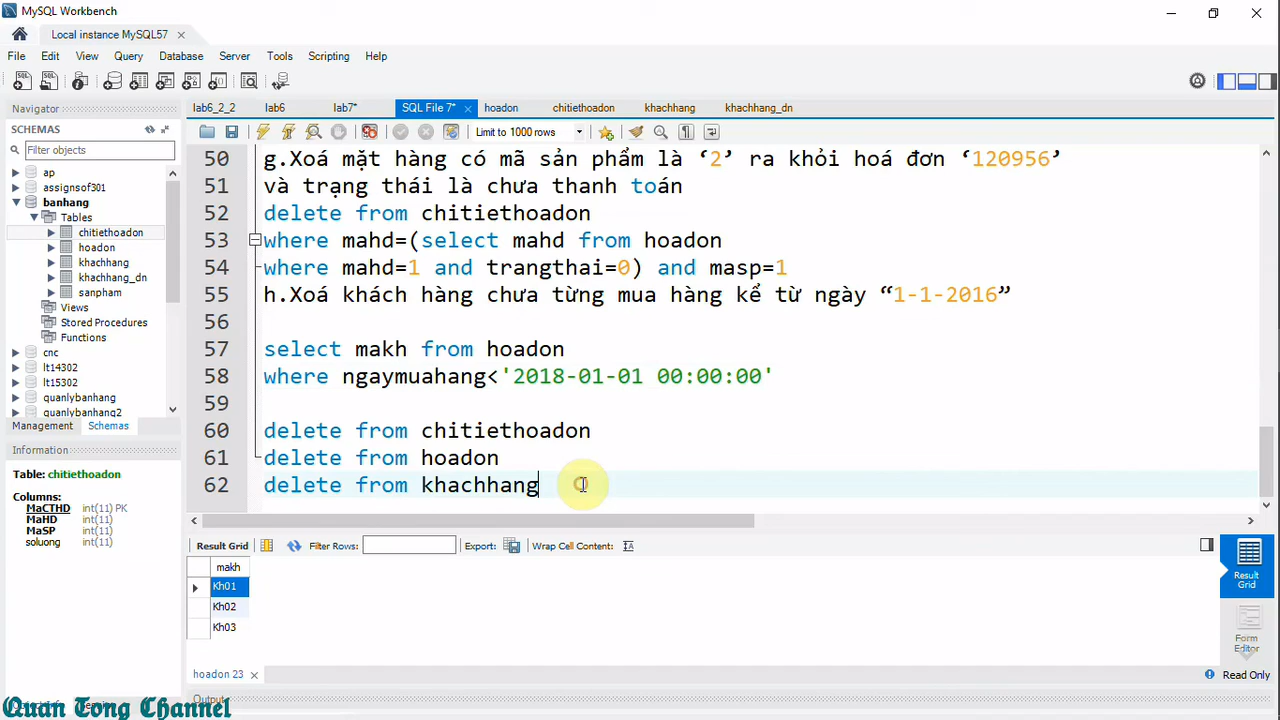 MySQL Workbench
Local instance MySQL57
File Edit View Query Database Server Tools Scripting Help
Navigator
lab6_2_2 lab6 lab7* SQL File 7* hoadon chitiethoadon khachhang khachhang_dn
SCHEMAS
Filter objects
Limit to 1000 rows
ap
assignsof301
banhang
Tables
chitiethoadon
hoadon
khachhang
khachhang_dn
sanpham
Views
Stored Procedures
Functions
cnc
lt14302
lt15302
quanlybanhang
quanlybanhang2
Management Schemas
Information
Table: chitiethoadon
Columns:
MaCTHD int(11) PK
MaHD int(11)
MaSP int(11)
soluong int(11)
50 g.Xoá mặt hàng có mã sản phẩm là ‘2’ ra khỏi hoá đơn ‘120956’
51 và trạng thái là chưa thanh toán
52 delete from chitiethoadon
53 where mahd=(select mahd from hoadon
54 where mahd=1 and trangthai=0) and masp=1
55 h.Xoá khách hàng chưa từng mua hàng kể từ ngày “1-1-2016”
56
57 select makh from hoadon
58 where ngaymuahang<'2018-01-01 00:00:00'
59
60 delete from chitiethoadon
61 delete from hoadon
62 delete from khachhang
Result Grid Filter Rows: Export: Wrap Cell Content:
makh
Kh01
Kh02
Kh03
Result
Grid
Form
Editor
hoadon 23
Read Only
Output
Quan Tong Channel